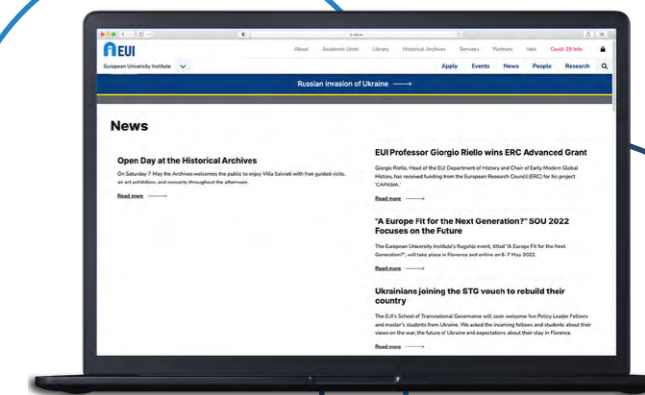 EUI
About Academic Units Library Historical Archives Services Partners Jobs Covid-19 Info
European University Institute
Apply Events News People Research
Russian invasion of Ukraine
News
Open Day at the Historical Archives
On Saturday 7 May the Archives welcomes the public to enjoy Villa Salviati with free guided visits,
an art exhibition, and concerts throughout the afternoon.
Read more
EUI Professor Giorgio Riello wins ERC Advanced Grant
Giorgio Riello, Head of the EUI Department of History and Chair of Early Modern Global
History, has received funding from the European Research Council (ERC) for his project
'CAPASIA.'
Read more
"A Europe Fit for the Next Generation?" SOU 2022
Focuses on the Future
The European University Institute's flagship event, titled "A Europe Fit for the Next
Generation?", will take place in Florence and online on 5-7 May 2022.
Read more
Ukrainians joining the STG vouch to rebuild their
country
The EUI's School of Transnational Governance will soon welcome five Policy Leader Fellows
and master's students from Ukraine. We asked the incoming fellows and students about their
views on the war, the future of Ukraine and expectations about their stay in Florence.
Read more